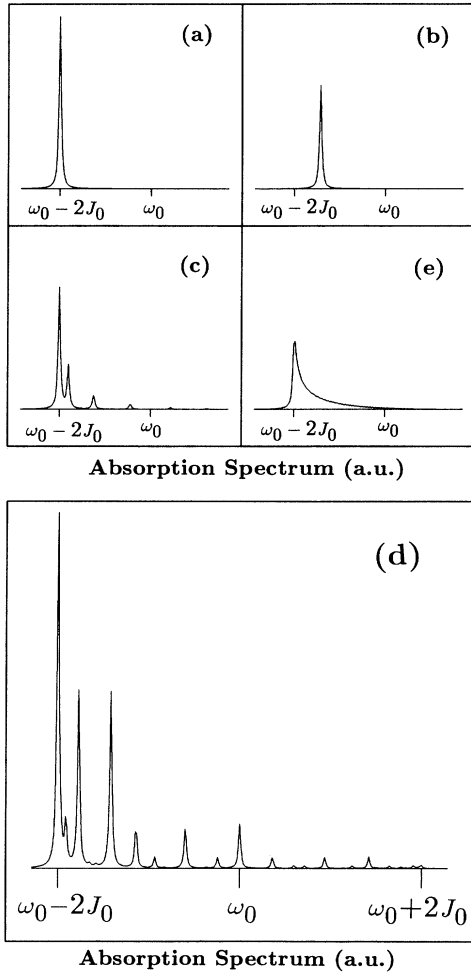 (a) (b)
ω₀ − 2J₀ ω₀ ω₀ − 2J₀ ω₀
(c) (e)
ω₀ − 2J₀ ω₀ ω₀ − 2J₀ ω₀
Absorption Spectrum (a.u.)
(d)
ω₀−2J₀ ω₀ ω₀+2J₀
Absorption Spectrum (a.u.)